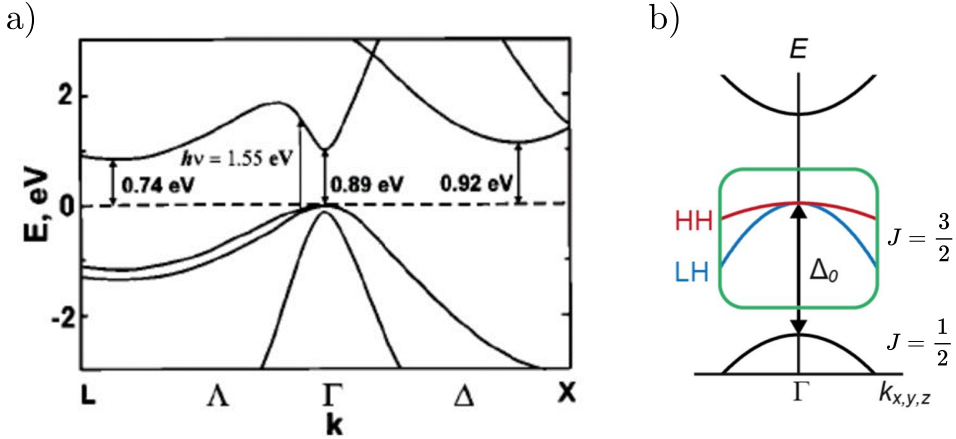 a)
E, eV
2
0
-2
hν = 1.55 eV
0.74 eV
0.89 eV
0.92 eV
L
Λ
Γ
Δ
X
k
b)
E
HH
LH
Δ₀
J = 3/2
J = 1/2
Γ
kₓ,y,z